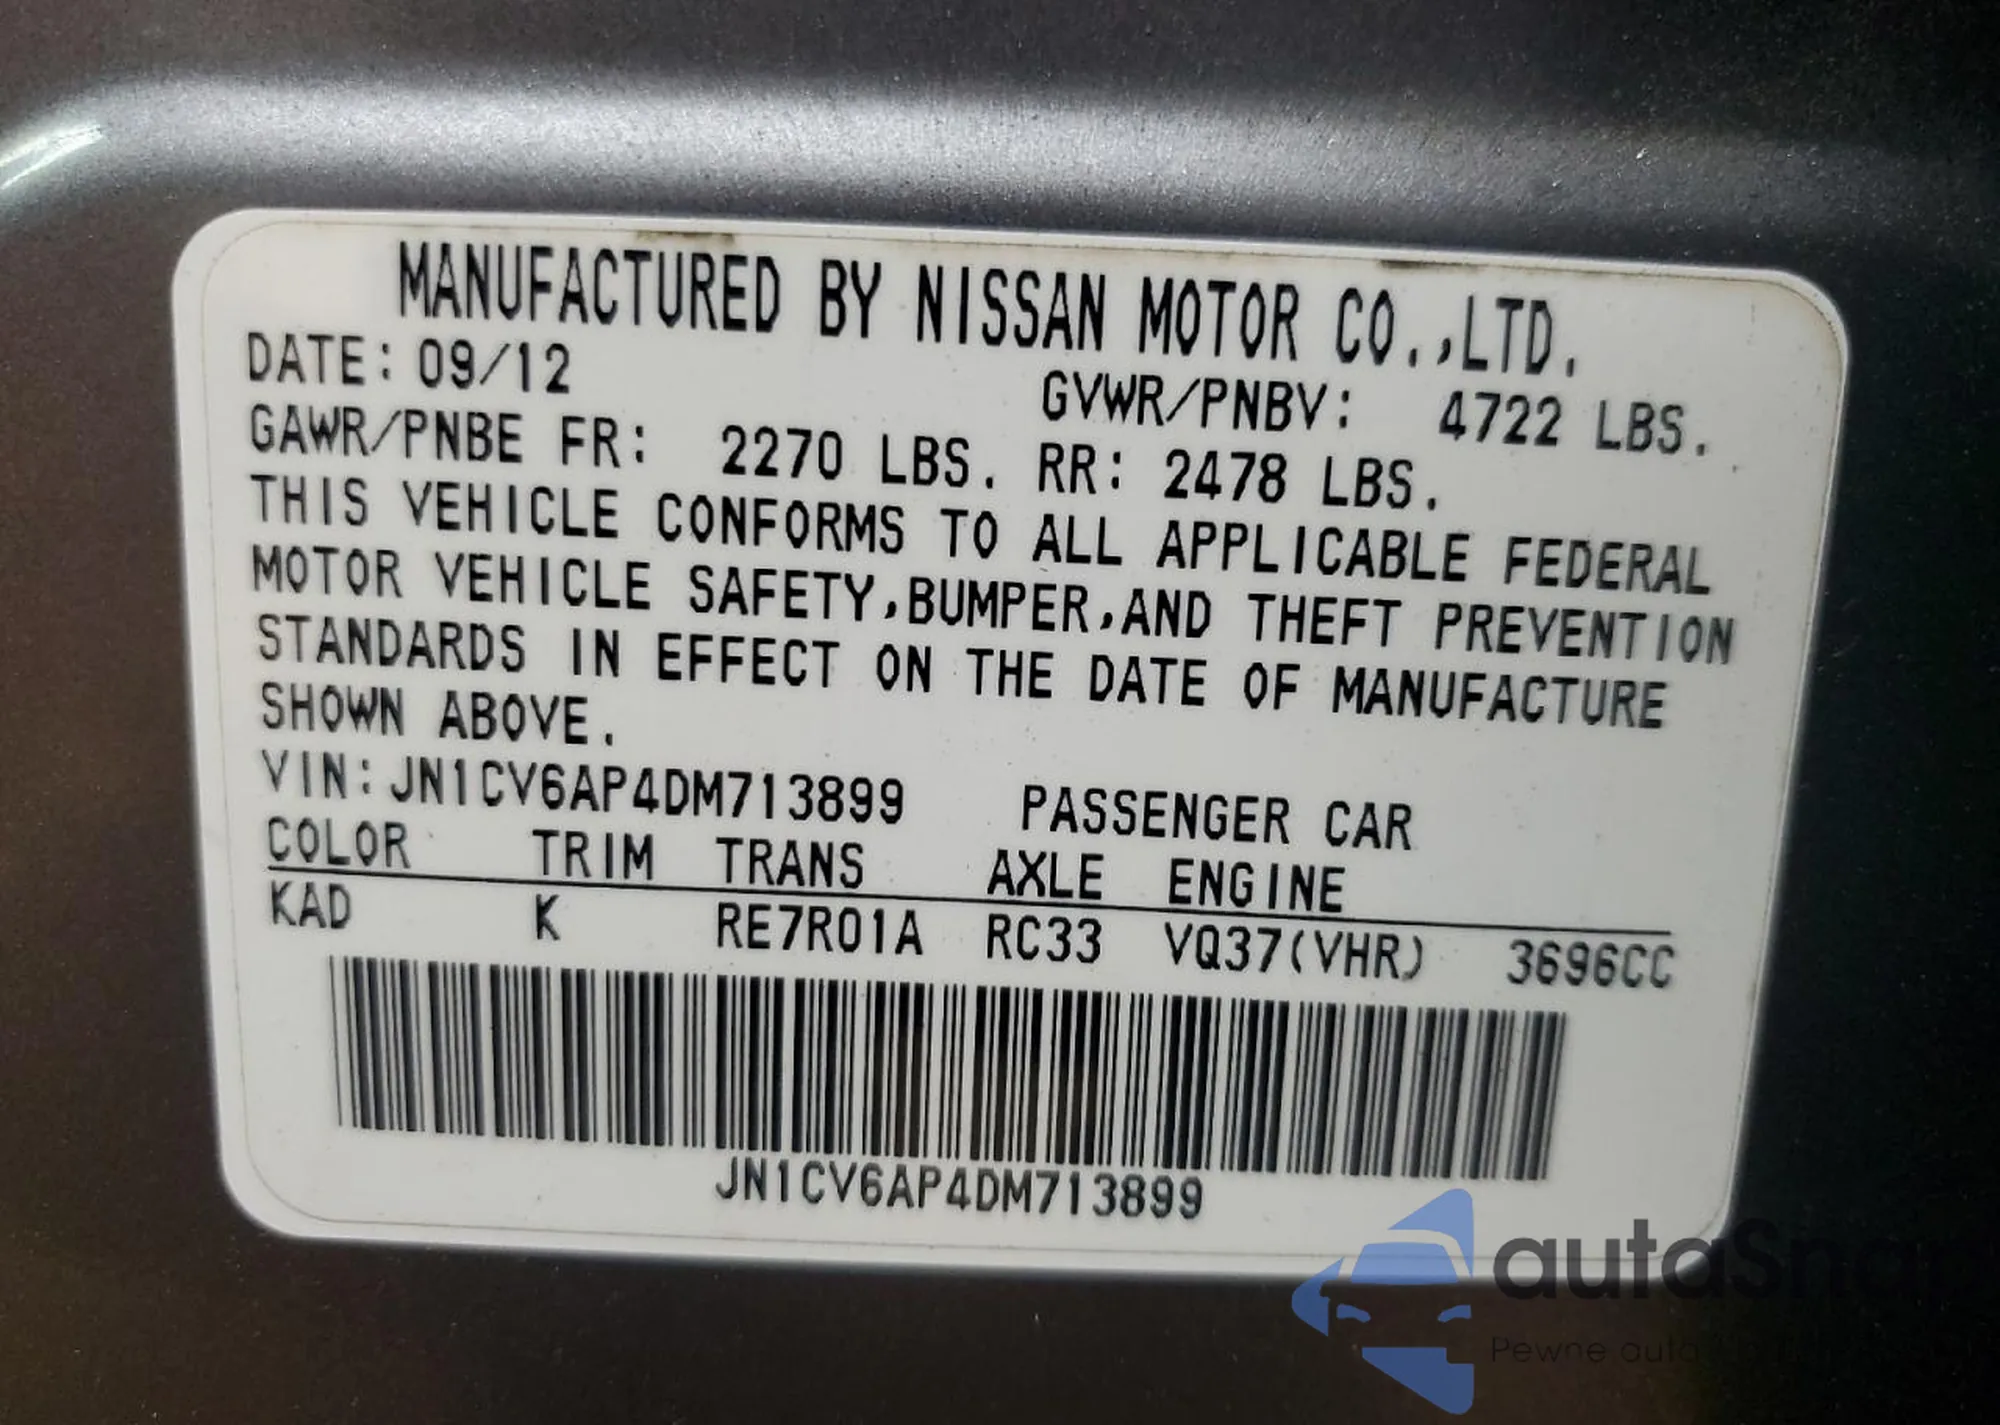 MANUFACTURED BY NISSAN MOTOR CO.,LTD.
DATE: 09/12 GVWR/PNBV: 4722 LBS.
GAWR/PNBE FR: 2270 LBS. RR: 2478 LBS.
THIS VEHICLE CONFORMS TO ALL APPLICABLE FEDERAL
MOTOR VEHICLE SAFETY,BUMPER,AND THEFT PREVENTION
STANDARDS IN EFFECT ON THE DATE OF MANUFACTURE
SHOWN ABOVE.
VIN:JN1CV6AP4DM713899 PASSENGER CAR
COLOR TRIM TRANS AXLE ENGINE
KAD K RE7R01A RC33 VQ37(VHR) 3696CC
JN1CV6AP4DM713899
autaSna
Pewne auta